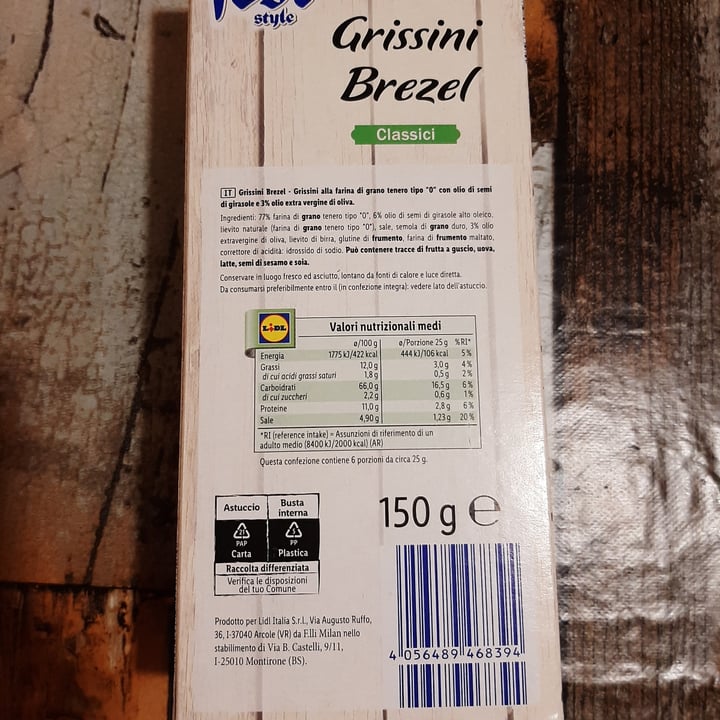 style
Grissini
Brezel
Classici
IT Grissini Brezel - Grissini alla farina di grano tenero tipo "0" con olio di semi
di girasole e 3% olio extra vergine di oliva.
Ingredienti: 77% farina di grano tenero tipo "0", 6% olio di semi di girasole alto oleico,
lievito naturale (farina di grano tenero tipo "0"), sale, semola di grano duro, 3% olio
extravergine di oliva, lievito di birra, glutine di frumento, farina di frumento maltato,
correttore di acidità: idrossido di sodio. Può contenere tracce di frutta a guscio, uova,
latte, semi di sesamo e soia.
Conservare in luogo fresco ed asciutto, lontano da fonti di calore e luce diretta.
Da consumarsi preferibilmente entro il (in confezione integra): vedere lato dell'astuccio.
LIDL
Valori nutrizionali medi
ø/100 g ø/Porzione 25 g %RI*
Energia 1775 kJ/422 kcal 444 kJ/106 kcal 5 %
Grassi 12,0 g 3,0 g 4 %
di cui acidi grassi saturi 1,8 g 0,5 g 2 %
Carboidrati 66,0 g 16,5 g 6 %
di cui zuccheri 2,2 g 0,6 g 1 %
Proteine 11,0 g 2,8 g 6 %
Sale 4,90 g 1,23 g 20 %
*RI (reference intake) = Assunzioni di riferimento di un
adulto medio (8400 kJ/2000 kcal) (AR)
Questa confezione contiene 6 porzioni da circa 25 g.
Astuccio Busta interna
21 5
PAP PP
Carta Plastica
Raccolta differenziata
Verifica le disposizioni
del tuo Comune
150 g e
Prodotto per Lidl Italia S.r.l., Via Augusto Ruffo,
36, I-37040 Arcole (VR) da F.lli Milan nello
stabilimento di Via B. Castelli, 9/11,
I-25010 Montirone (BS).
4 056489 468394